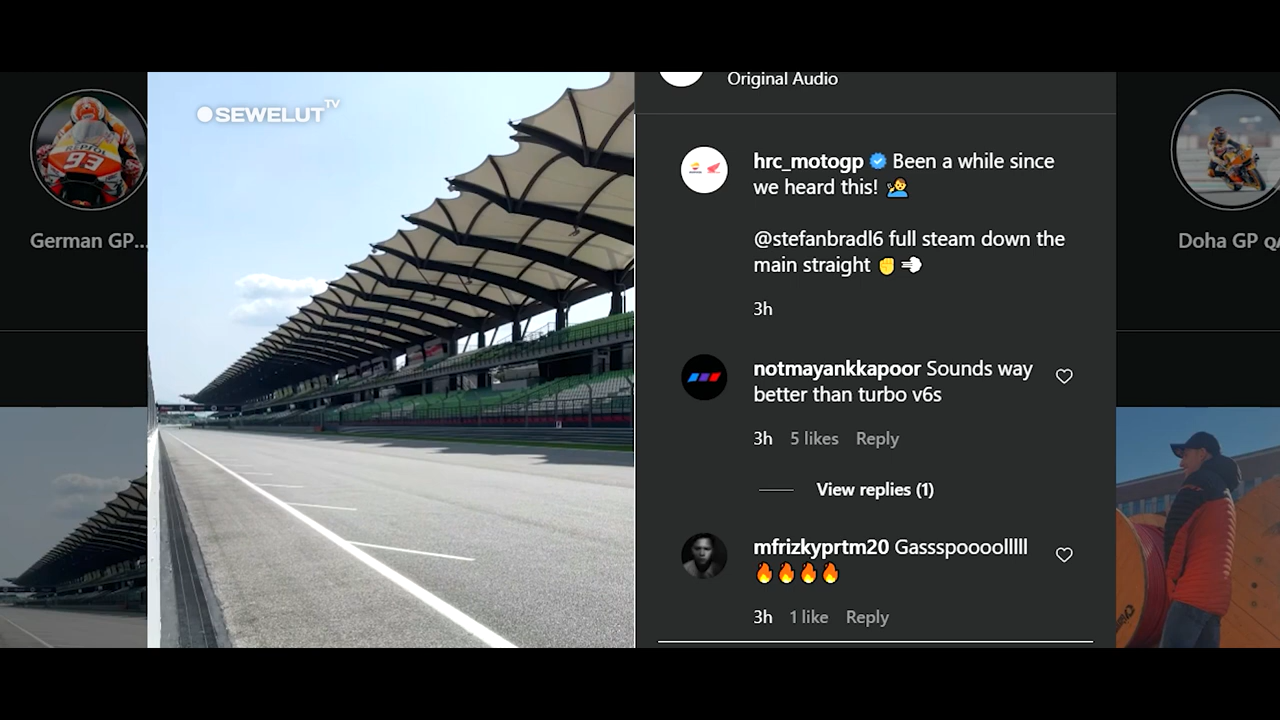 SEWELUT TV
Original Audio
hrc_motogp Been a while since
we heard this! 🙋
@stefanbradl6 full steam down the
main straight ✊💨
3h
notmayankkapoor Sounds way
better than turbo v6s
3h 5 likes Reply
View replies (1)
mfrizkyprtm20 Gassspoooolllll
🔥🔥🔥🔥
3h 1 like Reply
93
German GP...
Doha GP